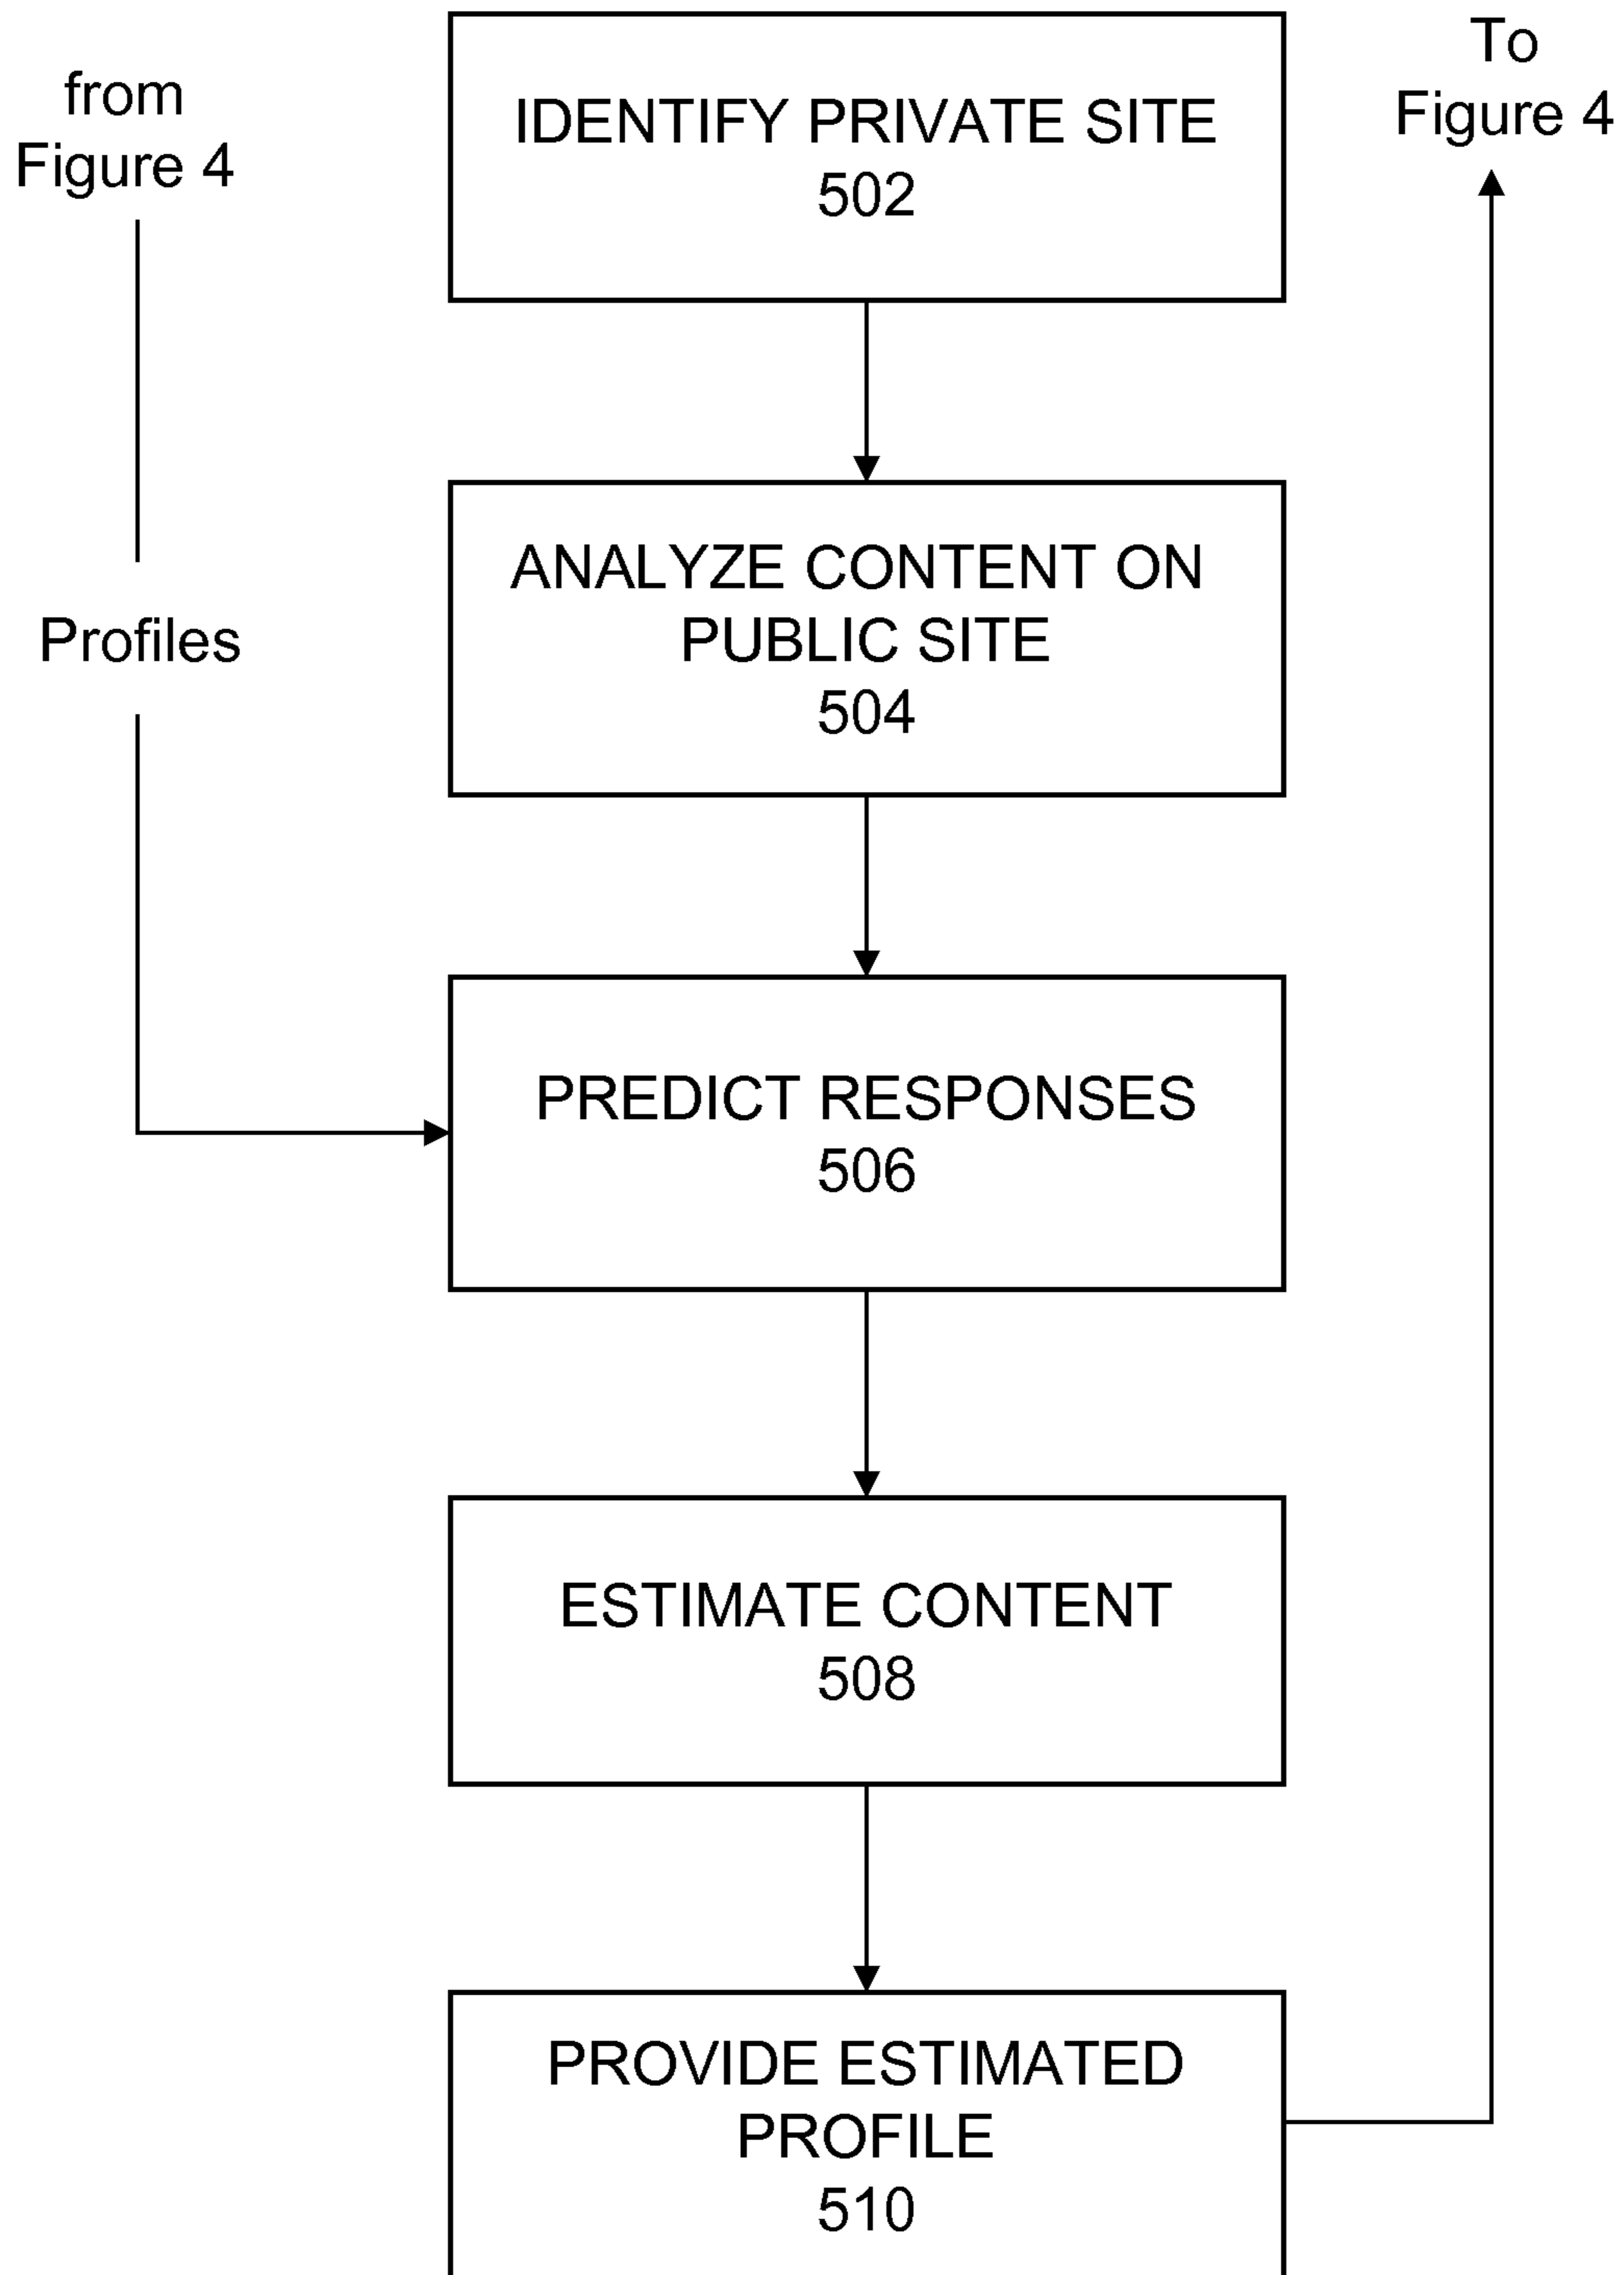 from
Figure 4
Profiles
IDENTIFY PRIVATE SITE
502
ANALYZE CONTENT ON
PUBLIC SITE
504
PREDICT RESPONSES
506
ESTIMATE CONTENT
508
PROVIDE ESTIMATED
PROFILE
510
To
Figure 4